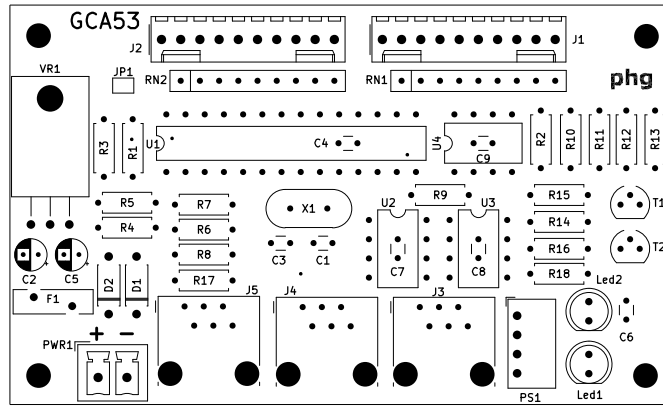 GCA53
J2
J1
VR1
JP1
RN2
RN1
phg
R3
R1
U1
C4
U4
C9
R2
R10
R11
R12
R13
R5
R4
R7
R6
R8
R17
X1
C3
C1
R9
U2
U3
C7
C8
R15
R14
R16
R18
T1
T2
C2
C5
+
+
F1
D2
D1
J5
J4
J3
Led2
C6
+ -
PWR1
PS1
Led1